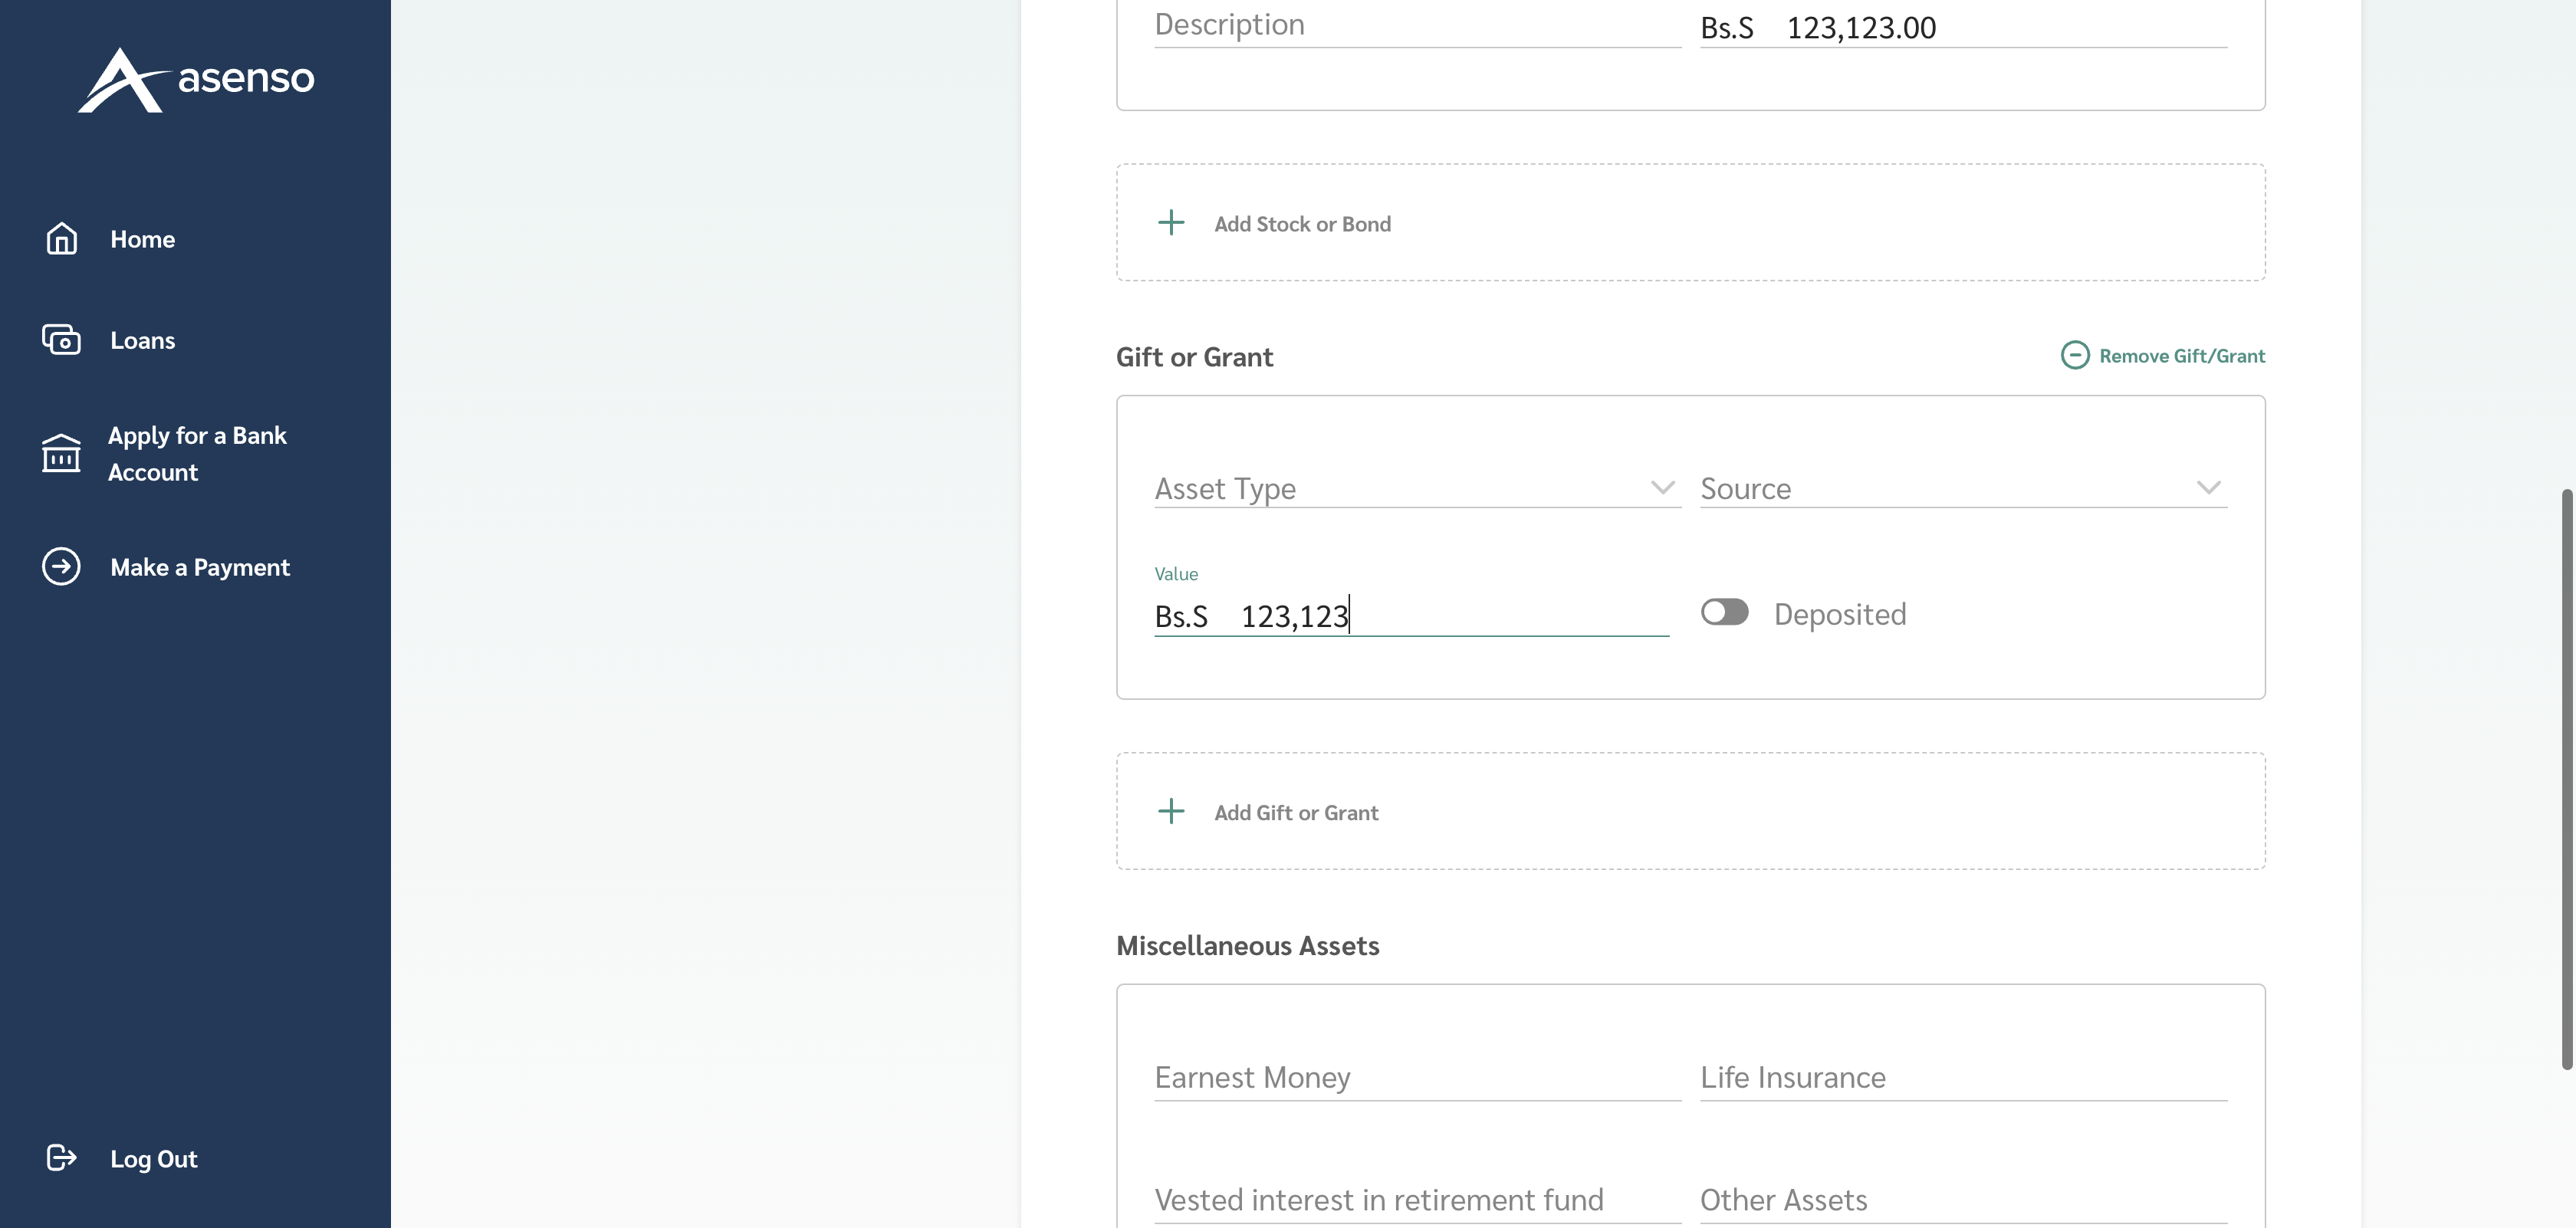 asenso
Home
Loans
Apply for a Bank
Account
Make a Payment
Log Out
Description
Bs.S 123,123.00
Add Stock or Bond
Gift or Grant
Remove Gift/Grant
Asset Type
Source
Value
Bs.S 123,123
Deposited
Add Gift or Grant
Miscellaneous Assets
Earnest Money
Life Insurance
Vested interest in retirement fund
Other Assets